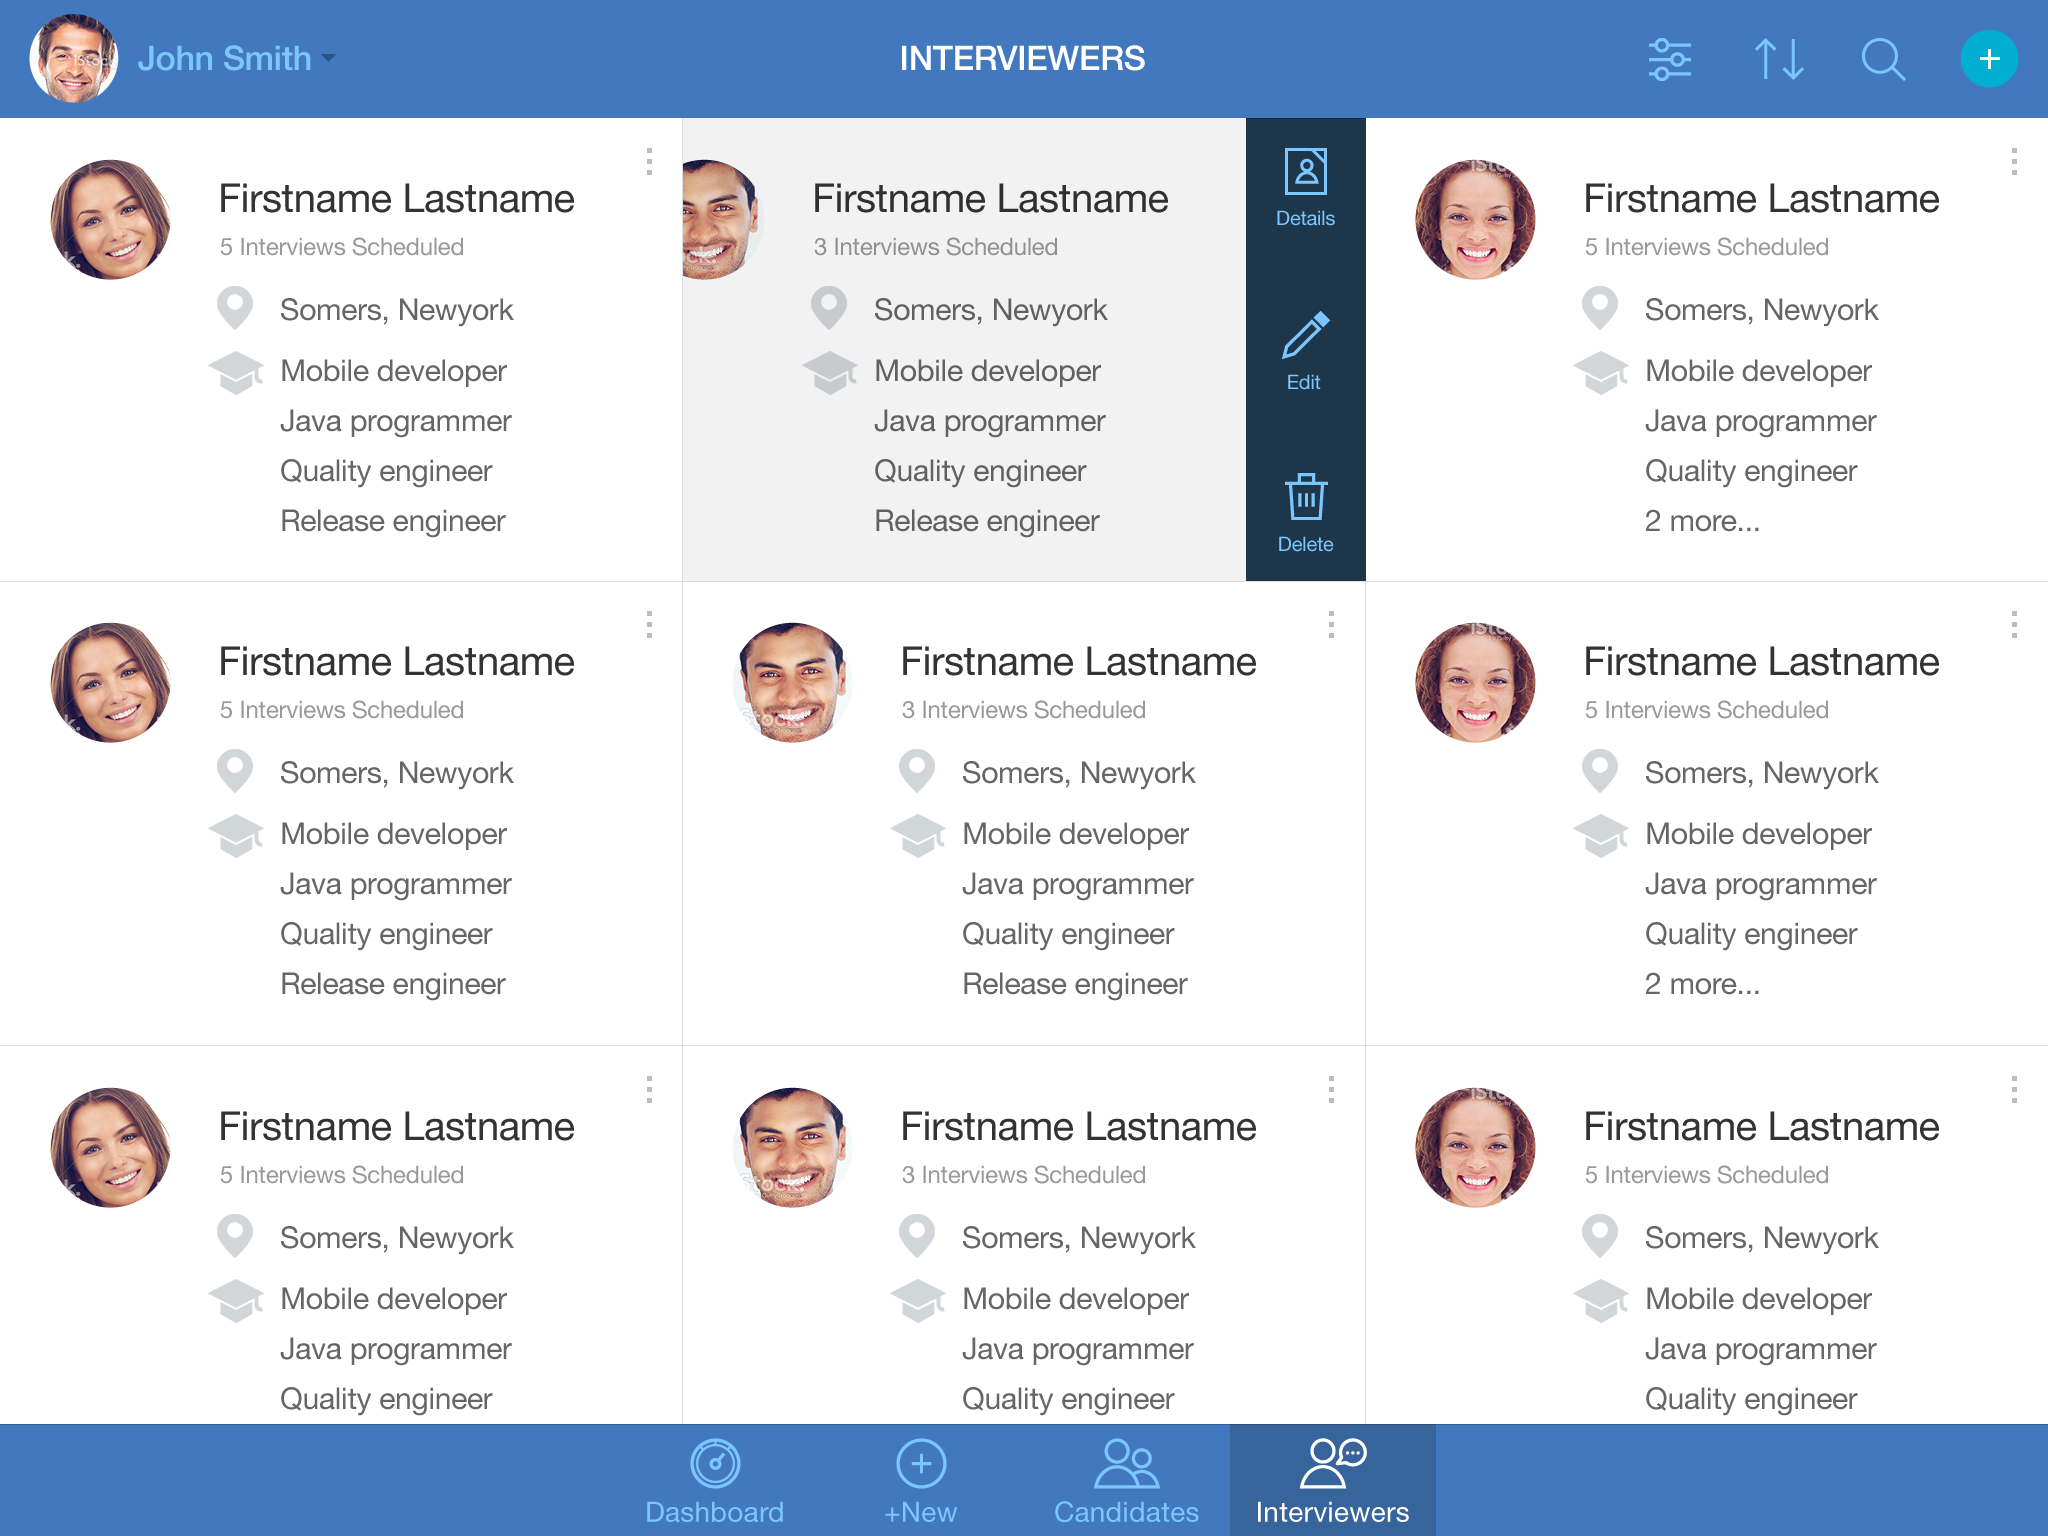 John Smith
INTERVIEWERS
Firstname Lastname
5 Interviews Scheduled
Somers, Newyork
Mobile developer
Java programmer
Quality engineer
Release engineer
Firstname Lastname
3 Interviews Scheduled
Somers, Newyork
Mobile developer
Java programmer
Quality engineer
Release engineer
Details
Edit
Delete
Firstname Lastname
5 Interviews Scheduled
Somers, Newyork
Mobile developer
Java programmer
Quality engineer
2 more...
Firstname Lastname
5 Interviews Scheduled
Somers, Newyork
Mobile developer
Java programmer
Quality engineer
Release engineer
Firstname Lastname
3 Interviews Scheduled
Somers, Newyork
Mobile developer
Java programmer
Quality engineer
Release engineer
Firstname Lastname
5 Interviews Scheduled
Somers, Newyork
Mobile developer
Java programmer
Quality engineer
2 more...
Firstname Lastname
5 Interviews Scheduled
Somers, Newyork
Mobile developer
Java programmer
Quality engineer
Firstname Lastname
3 Interviews Scheduled
Somers, Newyork
Mobile developer
Java programmer
Quality engineer
Firstname Lastname
5 Interviews Scheduled
Somers, Newyork
Mobile developer
Java programmer
Quality engineer
Dashboard
+New
Candidates
Interviewers